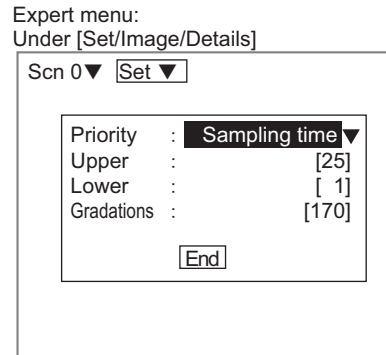 Expert menu:
Under [Set/Image/Details]
Scn 0▼ Set ▼
Priority : Sampling time▼
Upper : [25]
Lower : [ 1]
Gradations : [170]
End